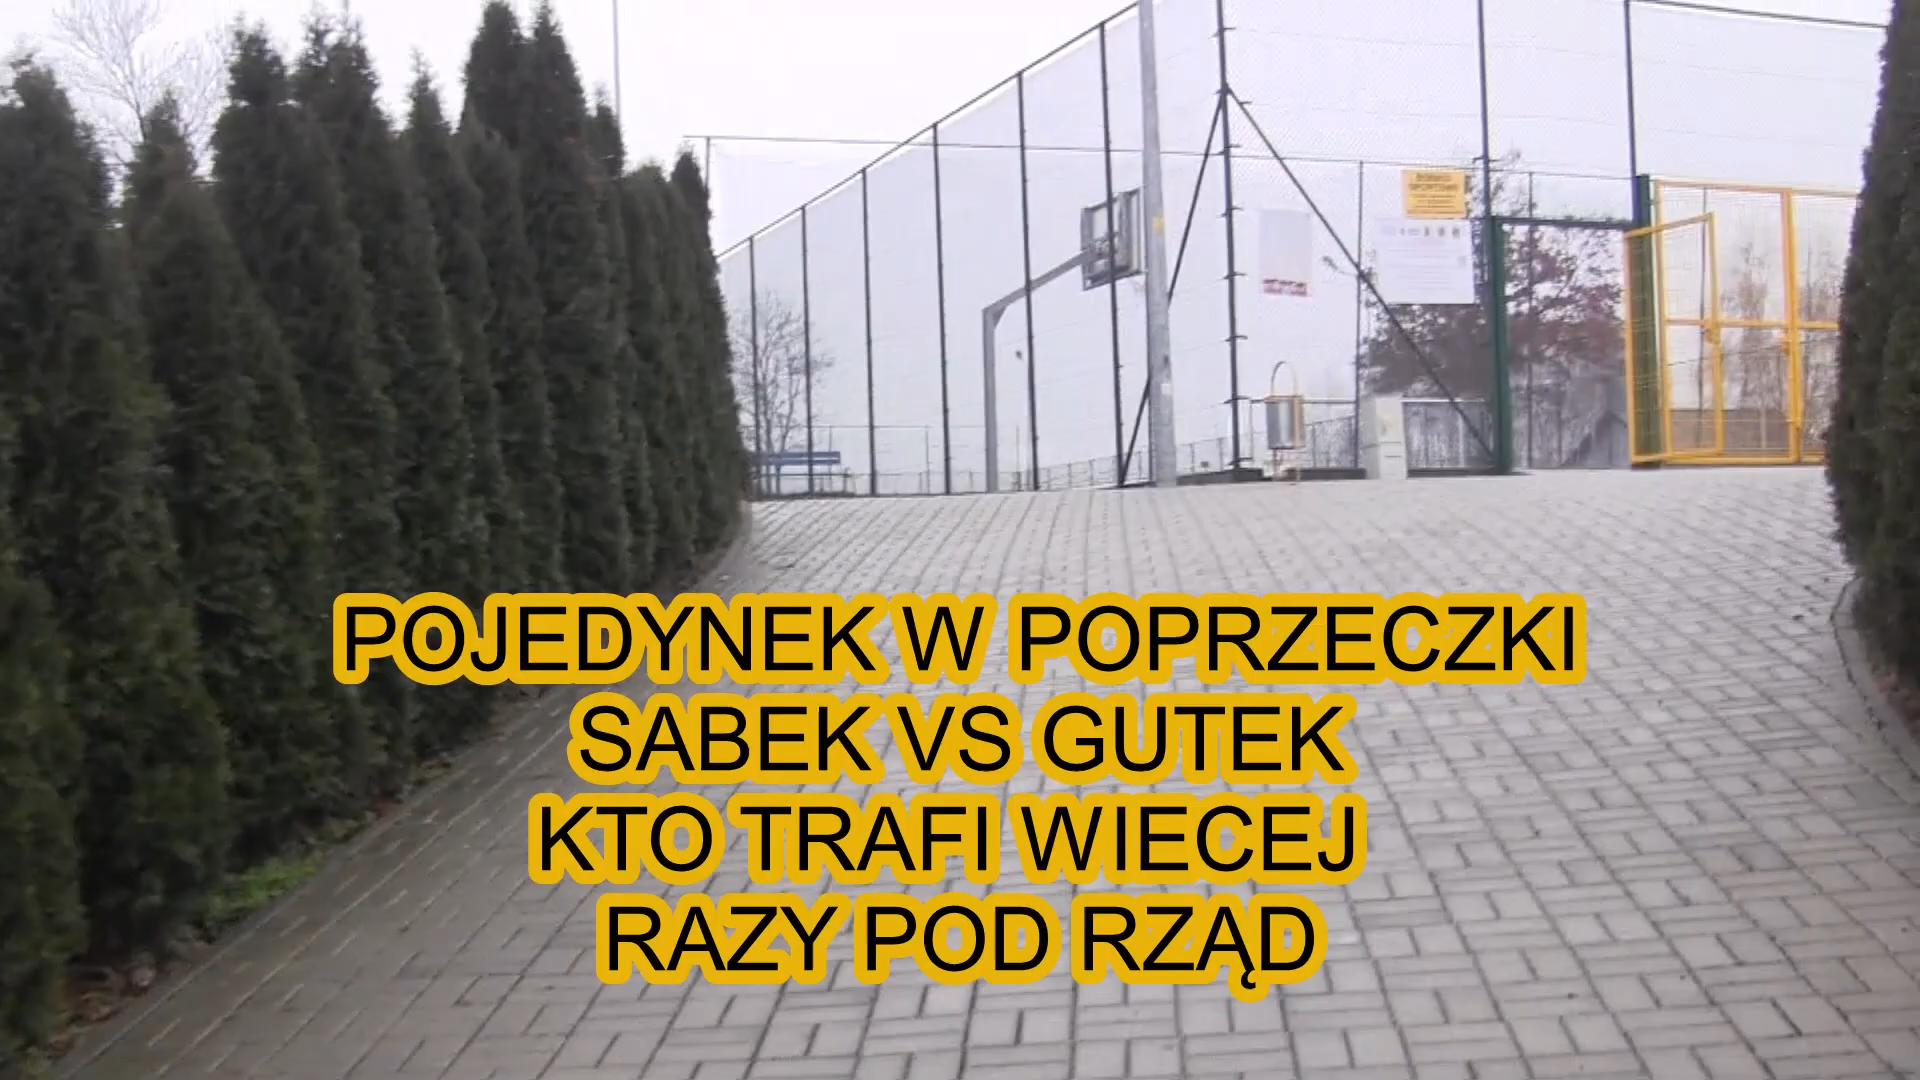 POJEDYNEK W POPRZECZKI
SABEK VS GUTEK
KTO TRAFI WIECEJ
RAZY POD RZĄD